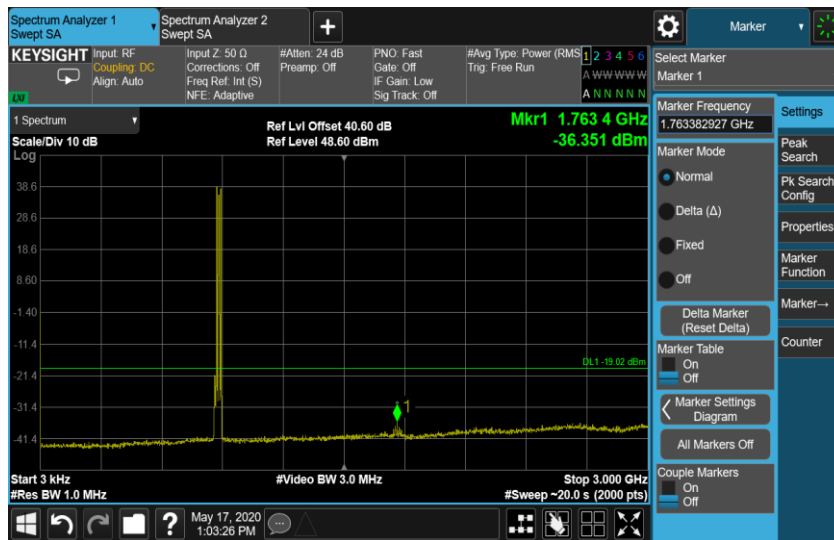 Spectrum Analyzer 1
Swept SA
Spectrum Analyzer 2
Swept SA
+
Marker
KEYSIGHT
LXI
Input: RF
Coupling: DC
Align: Auto
Input Z: 50 Ω
Corrections: Off
Freq Ref: Int (S)
NFE: Adaptive
#Atten: 24 dB
Preamp: Off
PNO: Fast
Gate: Off
IF Gain: Low
Sig Track: Off
#Avg Type: Power (RMS
Trig: Free Run
1 2 3 4 5 6
A W W W W W
A N N N N N
Select Marker
Marker 1
1 Spectrum
Scale/Div 10 dB
Log
Ref Lvl Offset 40.60 dB
Ref Level 48.60 dBm
Mkr1 1.763 4 GHz
-36.351 dBm
38.6
28.6
18.6
8.60
-1.40
-11.4
-21.4
-31.4
-41.4
DL1 -19.02 dBm
1
Start 3 kHz
#Res BW 1.0 MHz
#Video BW 3.0 MHz
Stop 3.000 GHz
#Sweep ~20.0 s (2000 pts)
Marker Frequency
1.763382927 GHz
Marker Mode
Normal
Delta (Δ)
Fixed
Off
Delta Marker
(Reset Delta)
Marker Table
On
Off
Marker Settings
Diagram
All Markers Off
Couple Markers
On
Off
Settings
Peak
Search
Pk Search
Config
Properties
Marker
Function
Marker→
Counter
?
May 17, 2020
1:03:26 PM